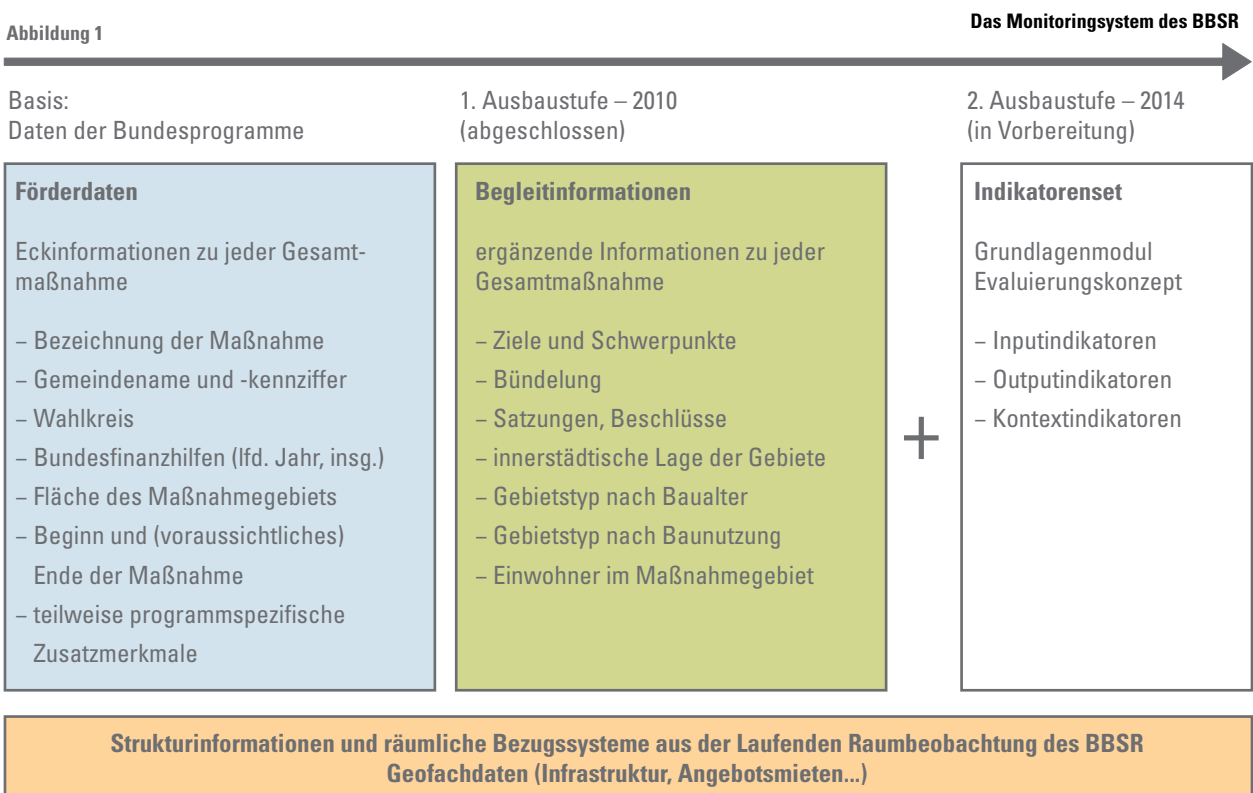 Abbildung 1
Das Monitoringsystem des BBSR
Basis:
Daten der Bundesprogramme
1. Ausbaustufe – 2010
(abgeschlossen)
2. Ausbaustufe – 2014
(in Vorbereitung)
Förderdaten
Eckinformationen zu jeder Gesamt-
maßnahme
– Bezeichnung der Maßnahme
– Gemeindename und -kennziffer
– Wahlkreis
– Bundesfinanzhilfen (lfd. Jahr, insg.)
– Fläche des Maßnahmegebiets
– Beginn und (voraussichtliches)
Ende der Maßnahme
– teilweise programmspezifische
Zusatzmerkmale
Begleitinformationen
ergänzende Informationen zu jeder
Gesamtmaßnahme
– Ziele und Schwerpunkte
– Bündelung
– Satzungen, Beschlüsse
– innerstädtische Lage der Gebiete
– Gebietstyp nach Baualter
– Gebietstyp nach Baunutzung
– Einwohner im Maßnahmegebiet
+
Indikatorenset
Grundlagenmodul
Evaluierungskonzept
– Inputindikatoren
– Outputindikatoren
– Kontextindikatoren
Strukturinformationen und räumliche Bezugssysteme aus der Laufenden Raumbeobachtung des BBSR
Geofachdaten (Infrastruktur, Angebotsmieten...)